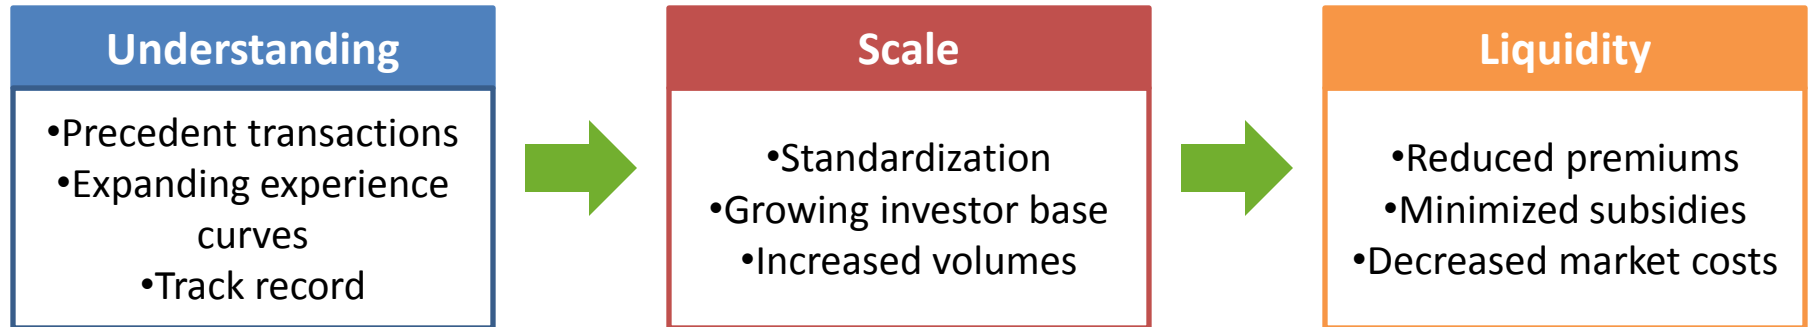 Understanding
•Precedent transactions
•Expanding experience
curves
•Track record
Scale
•Standardization
•Growing investor base
•Increased volumes
Liquidity
•Reduced premiums
•Minimized subsidies
•Decreased market costs